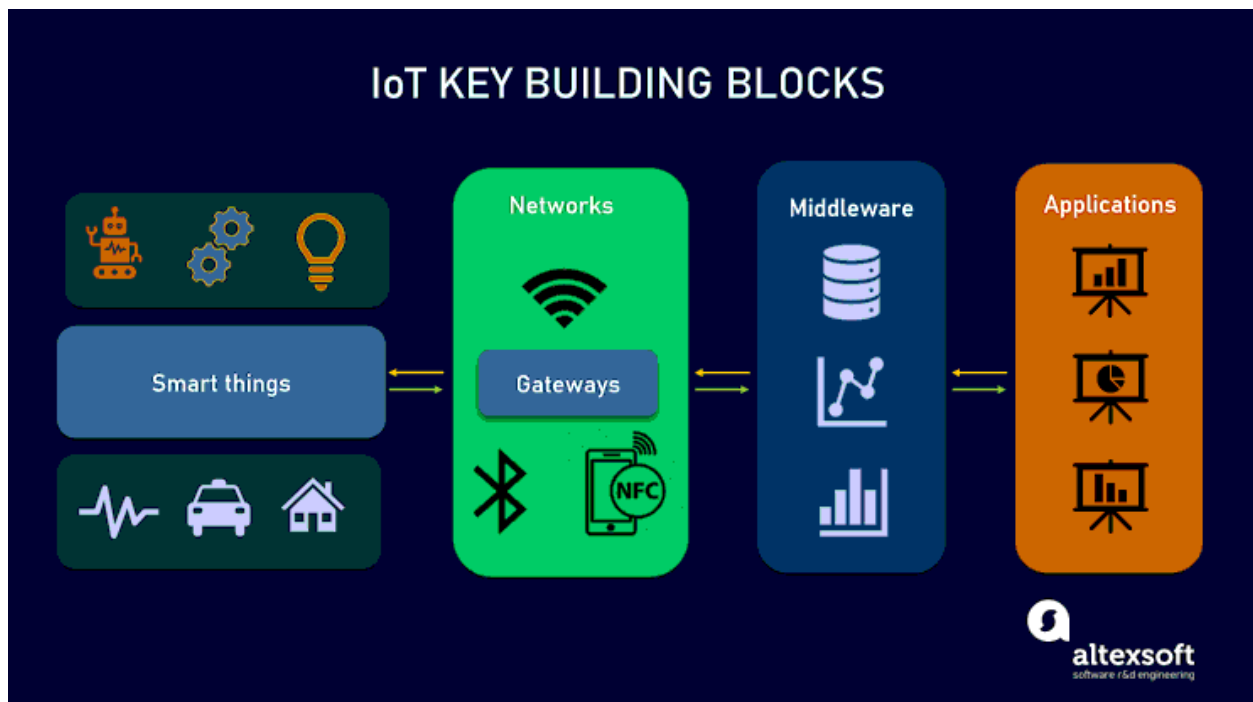 IoT KEY BUILDING BLOCKS
Smart things
Networks
Gateways
NFC
Middleware
Applications
altexsoft
software r&d engineering